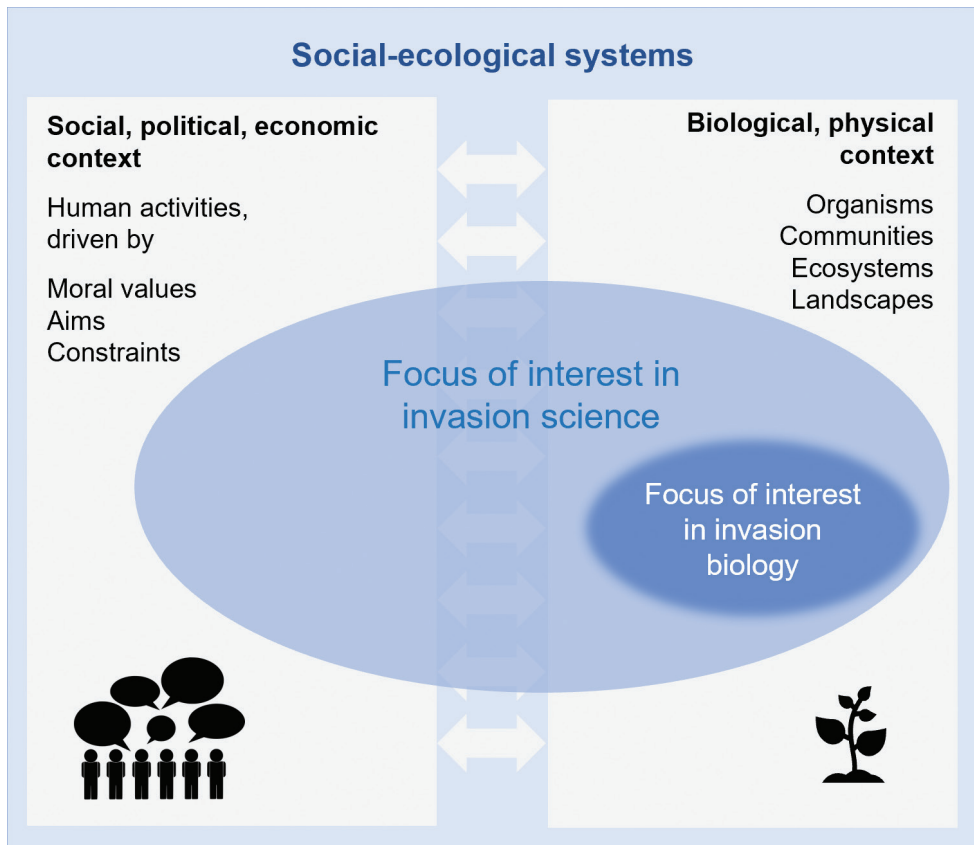 Social-ecological systems
Social, political, economic
context
Human activities,
driven by
Moral values
Aims
Constraints
Biological, physical
context
Organisms
Communities
Ecosystems
Landscapes
Focus of interest in
invasion science
Focus of interest
in invasion
biology